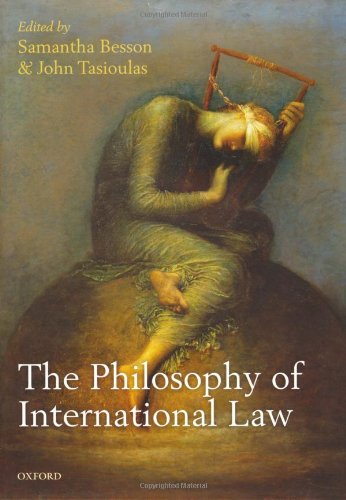 Edited by
Samantha Besson
& John Tasioulas
The Philosophy of
International Law
OXFORD